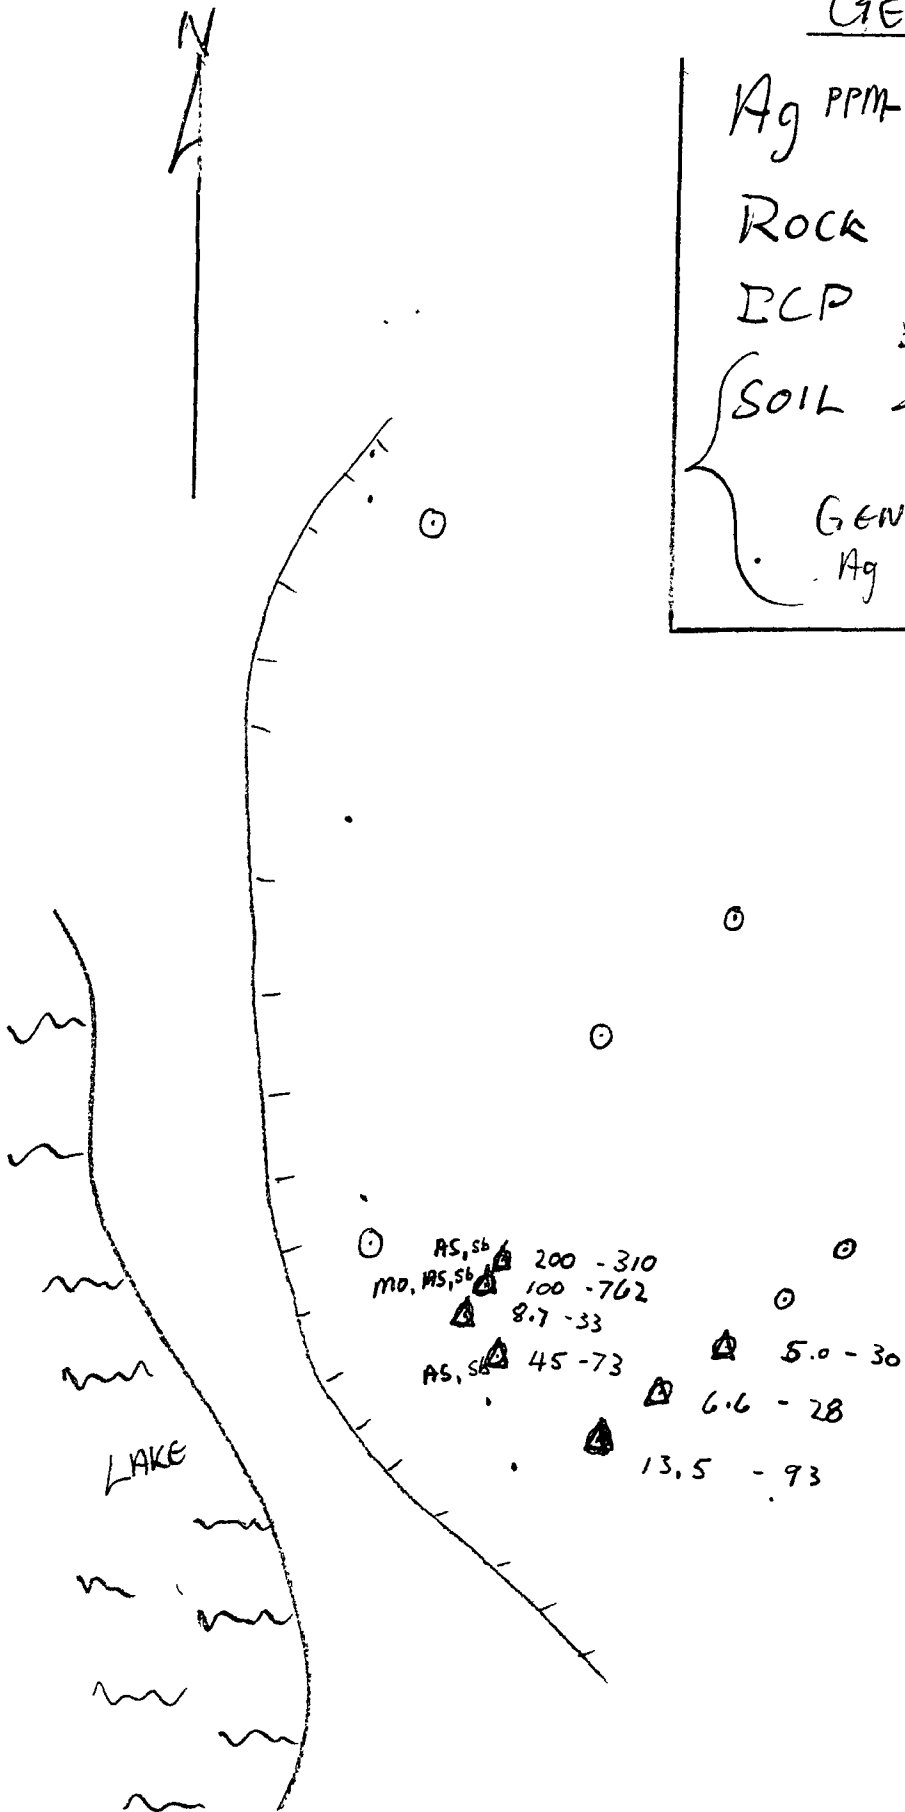 N
GE
Ag PPM-
ROCK
ICP
SOIL
GEN
Ag
AS, Sb 200 - 310
MO, AS, Sb 100 - 762
8.7 - 33
AS, Sb 45 - 73
5.0 - 30
6.6 - 28
13.5 - 93
LAKE